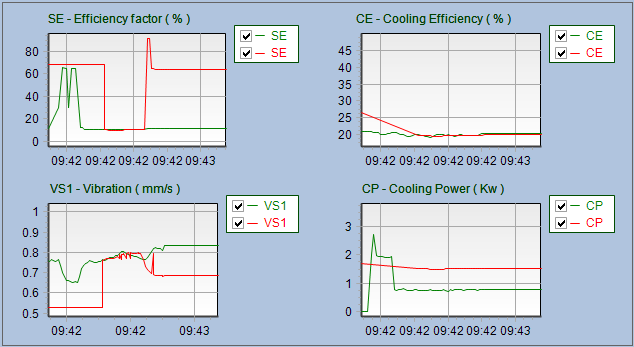 SE - Efficiency factor ( % )
80
60
40
20
0
09:42 09:42 09:42 09:42 09:43
SE
SE
CE - Cooling Efficiency ( % )
45
40
35
30
25
20
09:42 09:42 09:42 09:42 09:43
CE
CE
VS1 - Vibration ( mm/s )
1
0.9
0.8
0.7
0.6
0.5
09:42 09:42 09:43
VS1
VS1
CP - Cooling Power ( Kw )
3
2
1
0
09:42 09:42 09:42 09:42 09:43
CP
CP